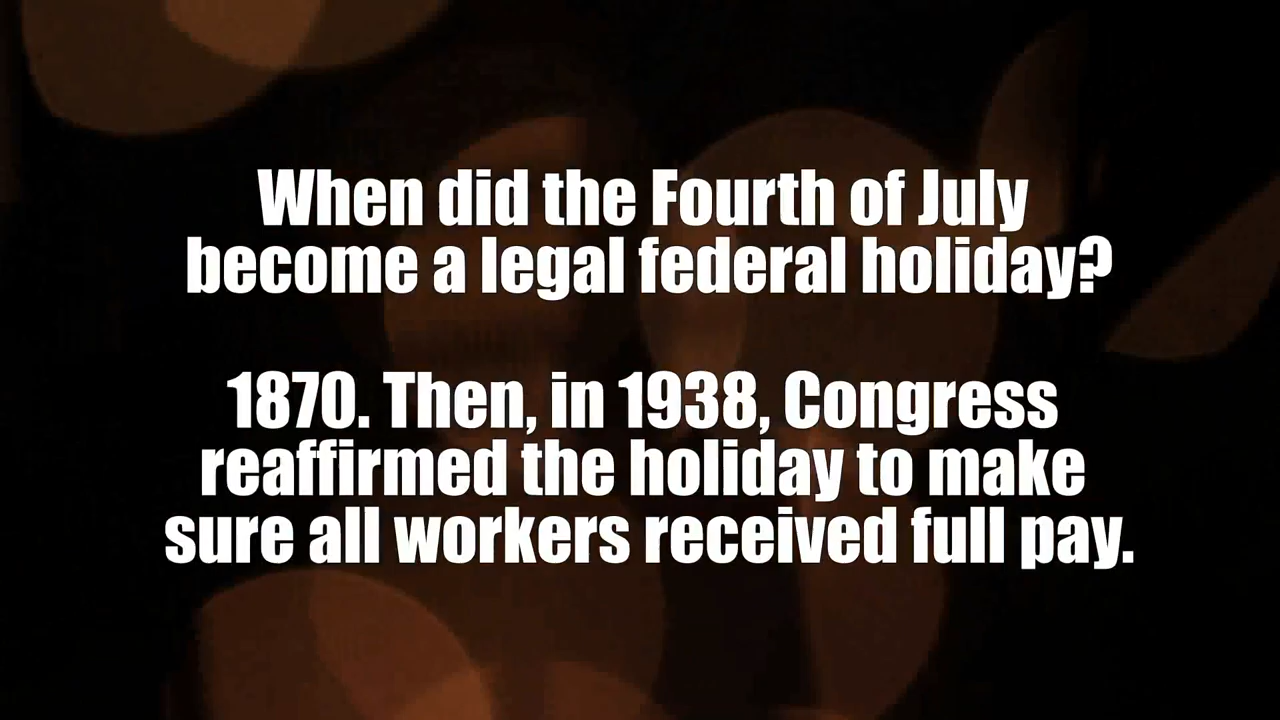 When did the Fourth of July
become a legal federal holiday?
1870. Then, in 1938, Congress
reaffirmed the holiday to make
sure all workers received full pay.